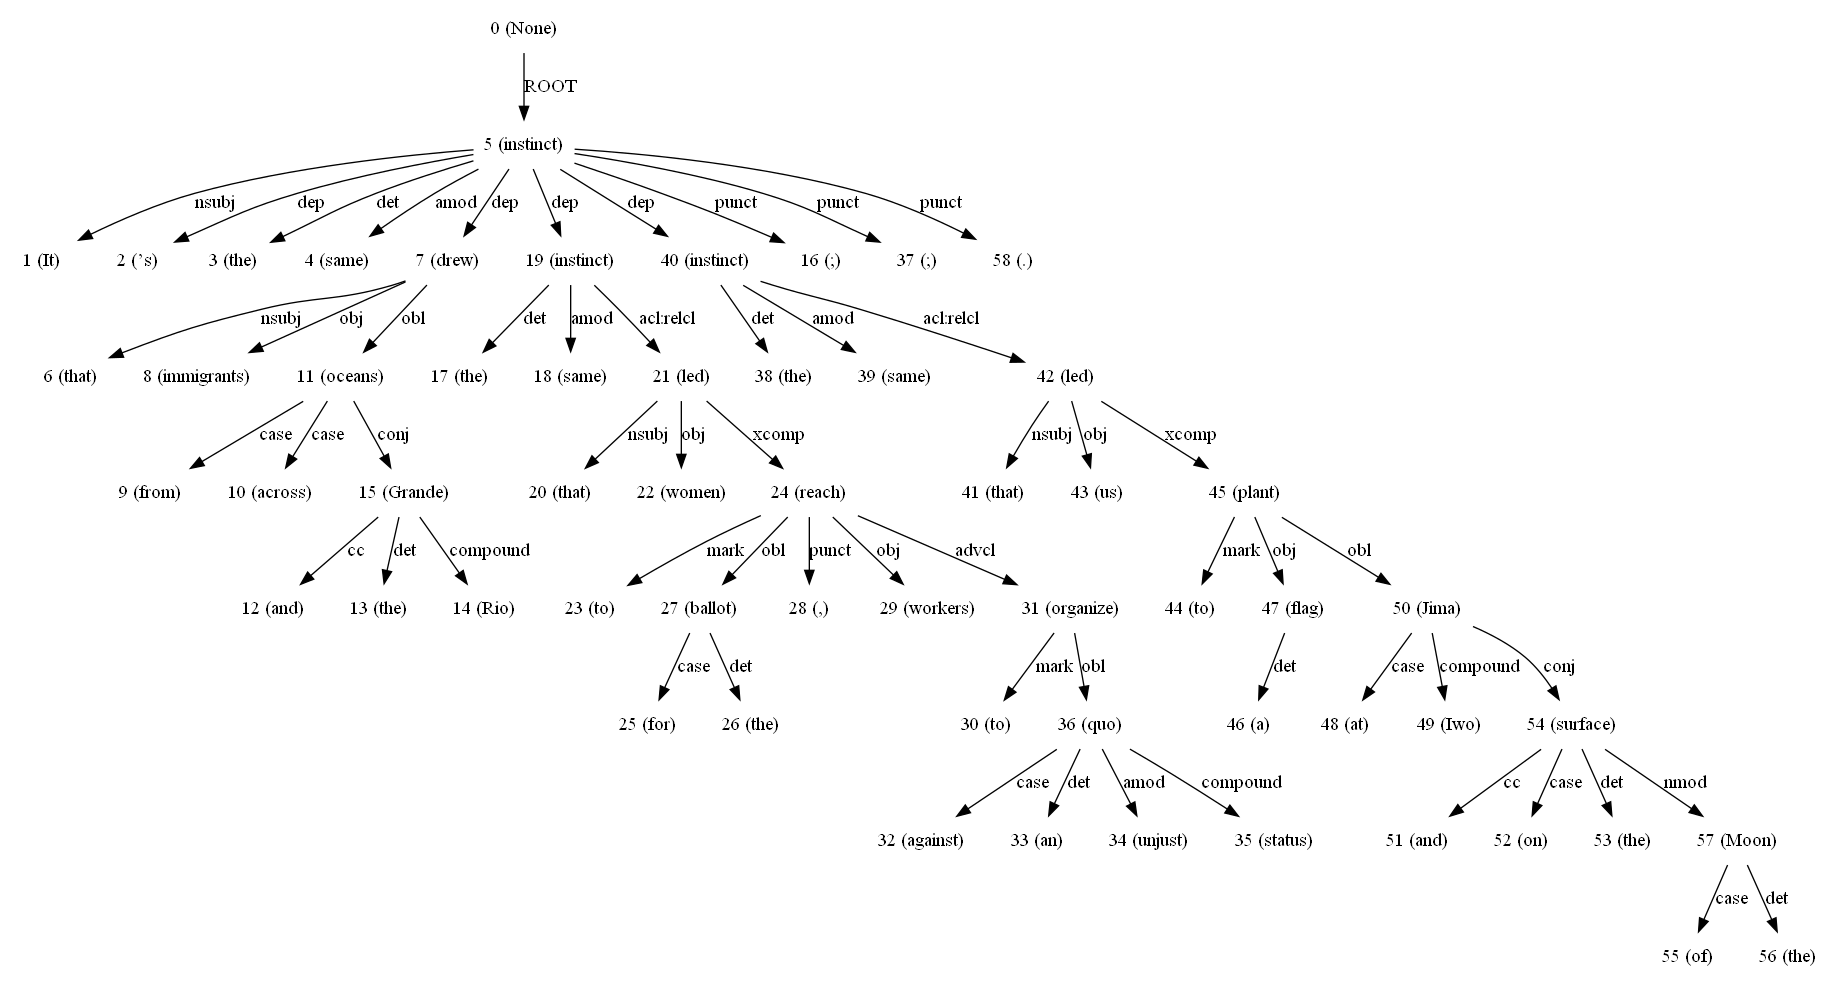 0 (None)
ROOT
5 (instinct)
nsubj dep det amod dep dep dep punct punct punct
1 (It) 2 ('s) 3 (the) 4 (same) 7 (drew) 19 (instinct) 40 (instinct) 16 (;) 37 (;) 58 (.)
nsubj obj obl det amod acl:relcl det amod acl:relcl
6 (that) 8 (immigrants) 11 (oceans) 17 (the) 18 (same) 21 (led) 38 (the) 39 (same) 42 (led)
case case conj nsubj obj xcomp nsubj obj xcomp
9 (from) 10 (across) 15 (Grande) 20 (that) 22 (women) 24 (reach) 41 (that) 43 (us) 45 (plant)
cc det compound mark obl punct obj advcl mark obj obl
12 (and) 13 (the) 14 (Rio) 23 (to) 27 (ballot) 28 (,) 29 (workers) 31 (organize) 44 (to) 47 (flag) 50 (Jima)
case det mark obl det case compound conj
25 (for) 26 (the) 30 (to) 36 (quo) 46 (a) 48 (at) 49 (Iwo) 54 (surface)
case det amod compound cc case det nmod
32 (against) 33 (an) 34 (unjust) 35 (status) 51 (and) 52 (on) 53 (the) 57 (Moon)
case det
55 (of) 56 (the)